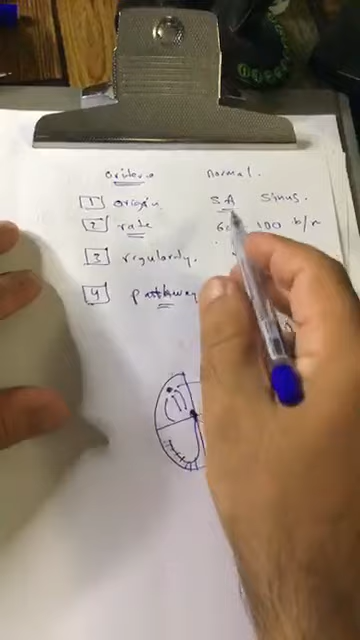 criteria normal.
1 origin SA Sinus.
2 rate 60 100 b/m
3 regularity.
4 pathway